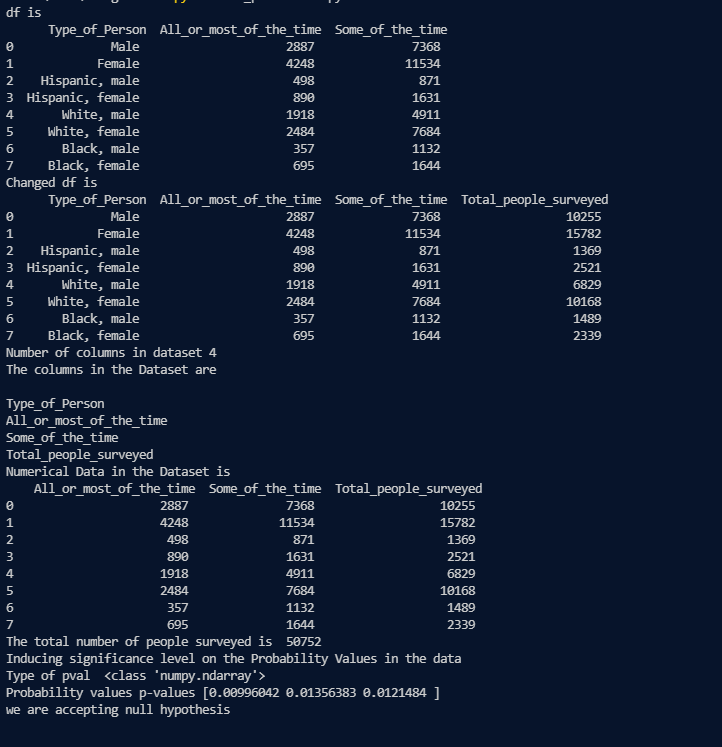 df is
Type_of_Person All_or_most_of_the_time Some_of_the_time
0 Male 2887 7368
1 Female 4248 11534
2 Hispanic, male 498 871
3 Hispanic, female 890 1631
4 White, male 1918 4911
5 White, female 2484 7684
6 Black, male 357 1132
7 Black, female 695 1644
Changed df is
Type_of_Person All_or_most_of_the_time Some_of_the_time Total_people_surveyed
0 Male 2887 7368 10255
1 Female 4248 11534 15782
2 Hispanic, male 498 871 1369
3 Hispanic, female 890 1631 2521
4 White, male 1918 4911 6829
5 White, female 2484 7684 10168
6 Black, male 357 1132 1489
7 Black, female 695 1644 2339
Number of columns in dataset 4
The columns in the Dataset are
Type_of_Person
All_or_most_of_the_time
Some_of_the_time
Total_people_surveyed
Numerical Data in the Dataset is
All_or_most_of_the_time Some_of_the_time Total_people_surveyed
0 2887 7368 10255
1 4248 11534 15782
2 498 871 1369
3 890 1631 2521
4 1918 4911 6829
5 2484 7684 10168
6 357 1132 1489
7 695 1644 2339
The total number of people surveyed is 50752
Inducing significance level on the Probability Values in the data
Type of pval <class 'numpy.ndarray'>
Probability values p-values [0.00996042 0.01356383 0.0121484 ]
we are accepting null hypothesis